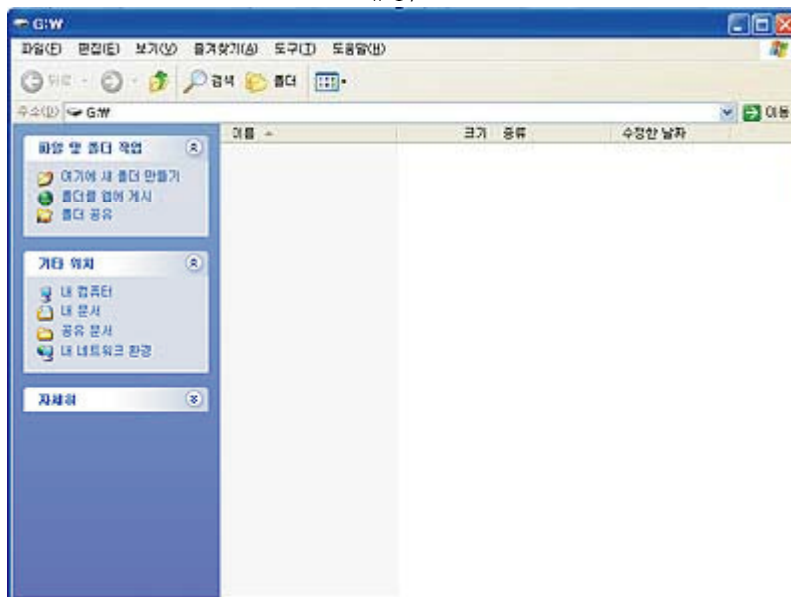 G:₩
파일(F) 편집(E) 보기(V) 즐겨찾기(A) 도구(T) 도움말(H)
뒤로 검색 폴더
주소(D) G:₩ 이동
파일 및 폴더 작업
여기에 새 폴더 만들기
폴더를 웹에 게시
폴더 공유
기타 위치
내 컴퓨터
내 문서
공유 문서
내 네트워크 환경
자세히
이름 크기 종류 수정한 날짜